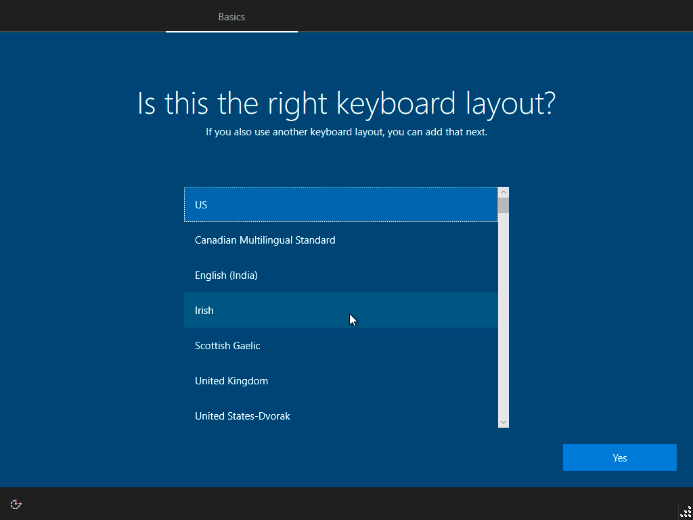 Basics
Is this the right keyboard layout?
If you also use another keyboard layout, you can add that next.
US
Canadian Multilingual Standard
English (India)
Irish
Scottish Gaelic
United Kingdom
United States-Dvorak
Yes